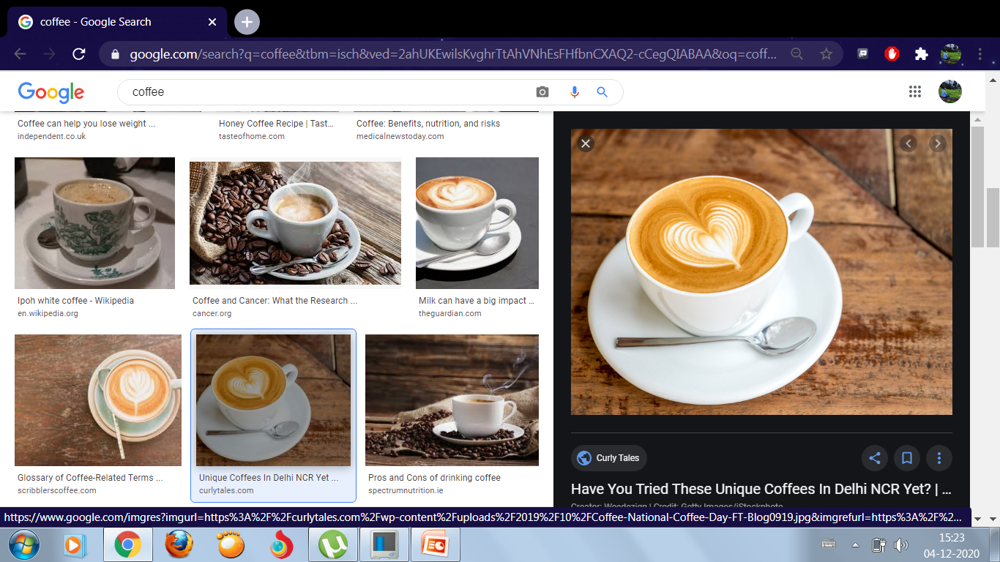 coffee - Google Search
google.com/search?q=coffee&tbm=isch&ved=2ahUKEwilsKvghrTtAhVNhEsFHfbnCXAQ2-cCegQIABAA&oq=coff...
Google
coffee
Coffee can help you lose weight ...
independent.co.uk
Honey Coffee Recipe | Tast...
tasteofhome.com
Coffee: Benefits, nutrition, and risks
medicalnewstoday.com
Ipoh white coffee - Wikipedia
en.wikipedia.org
Coffee and Cancer: What the Research ...
cancer.org
Milk can have a big impact ...
theguardian.com
Glossary of Coffee-Related Terms ...
scribblerscoffee.com
Unique Coffees In Delhi NCR Yet ...
curlytales.com
Pros and Cons of drinking coffee
spectrumnutrition.ie
Curly Tales
Have You Tried These Unique Coffees In Delhi NCR Yet? | ...
Creator: Weedezign | Credit: Getty Images/iStockphoto
https://www.google.com/imgres?imgurl=https%3A%2F%2Fcurlytales.com%2Fwp-content%2Fuploads%2F2019%2F10%2FCoffee-National-Coffee-Day-FT-Blog0919.jpg&imgrefurl=https%3A%2F%2...
15:23
04-12-2020